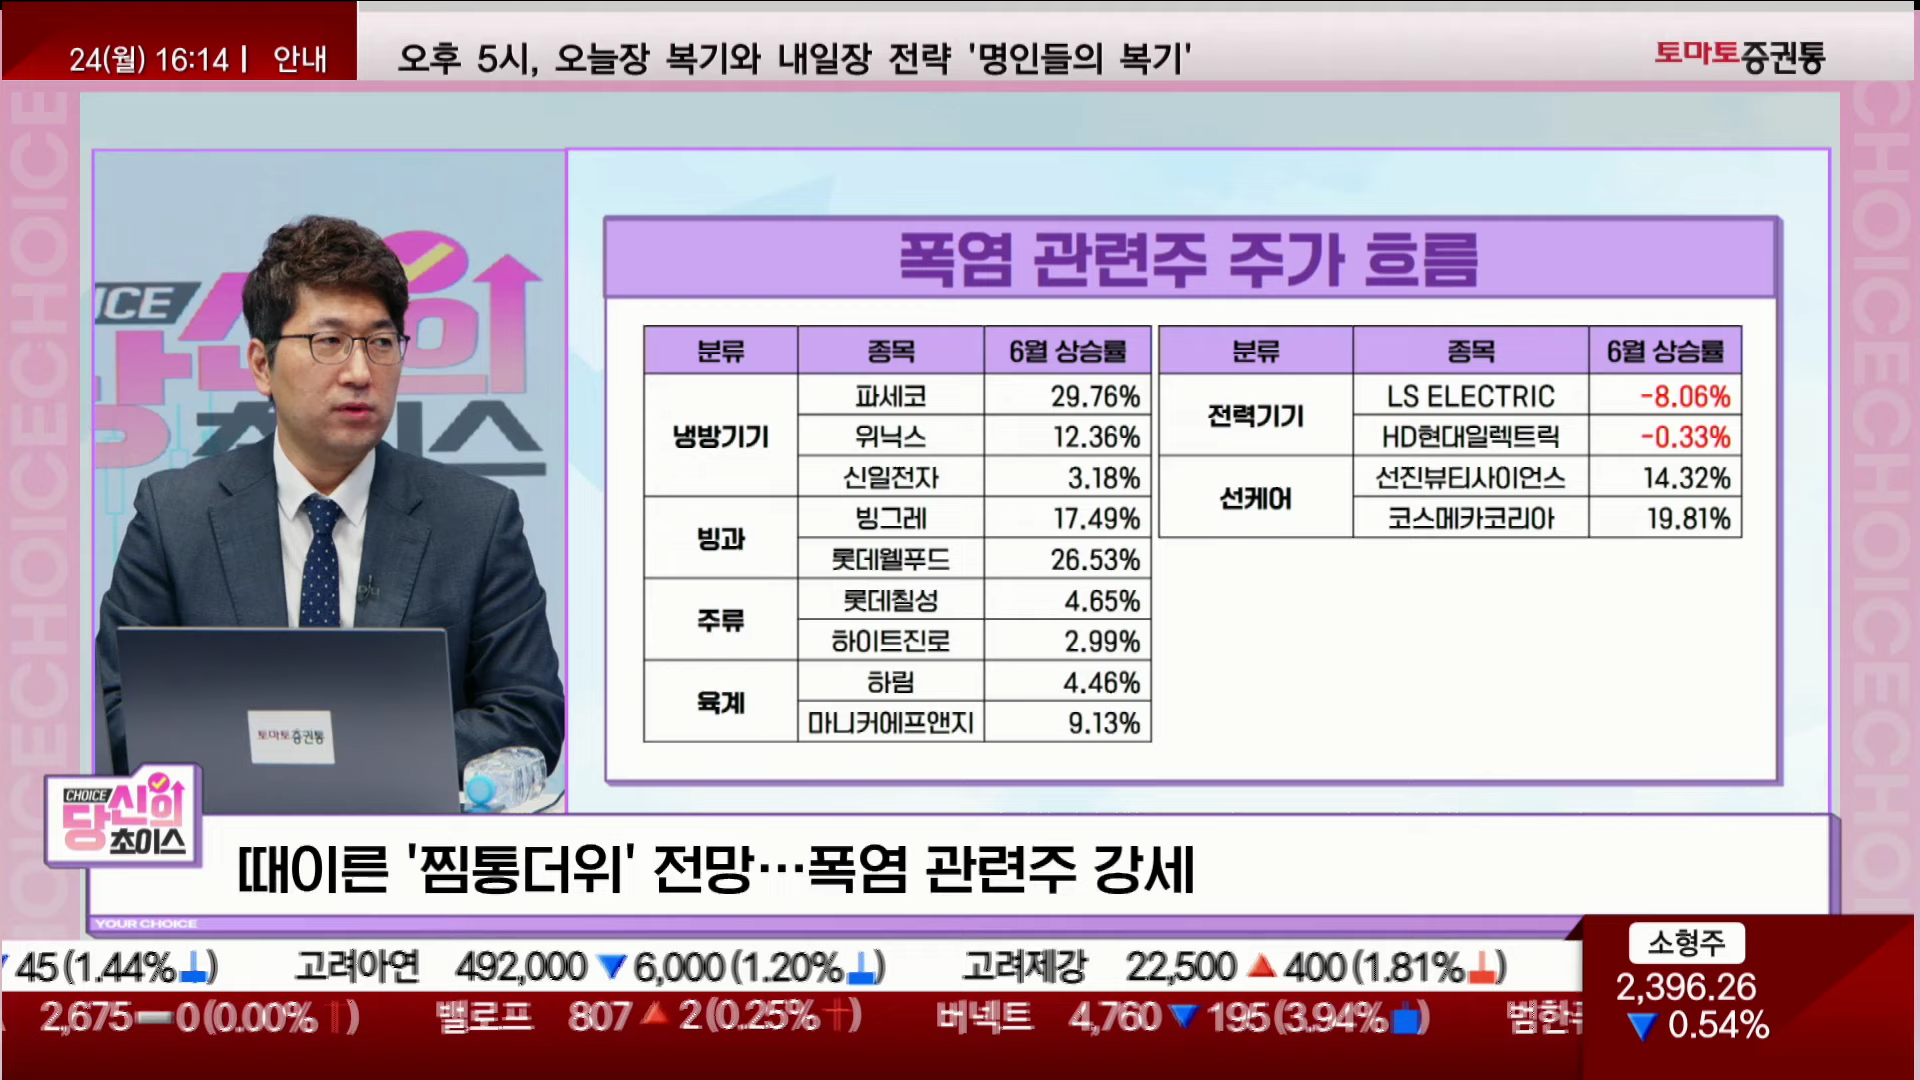 24(월) 16:14 | 안내
오후 5시, 오늘장 복기와 내일장 전략 '명인들의 복기'
토마토증권통
폭염 관련주 주가 흐름
분류 종목 6월 상승률
냉방기기 파세코 29.76%
위닉스 12.36%
신일전자 3.18%
빙과 빙그레 17.49%
롯데웰푸드 26.53%
주류 롯데칠성 4.65%
하이트진로 2.99%
육계 하림 4.46%
마니커에프앤지 9.13%
분류 종목 6월 상승률
전력기기 LS ELECTRIC -8.06%
HD현대일렉트릭 -0.33%
선케어 선진뷰티사이언스 14.32%
코스메카코리아 19.81%
토마토증권통
CHOICE
당신의
초이스
때이른 '찜통더위' 전망…폭염 관련주 강세
YOUR CHOICE
45(1.44%) 고려아연 492,000 ▼ 6,000(1.20%) 고려제강 22,500 ▲ 400(1.81%)
2,675 0(0.00%) 밸로프 807 ▲ 2(0.25%) 버넥트 4,760 ▼ 195(3.94%) 범한
소형주
2,396.26
▼ 0.54%